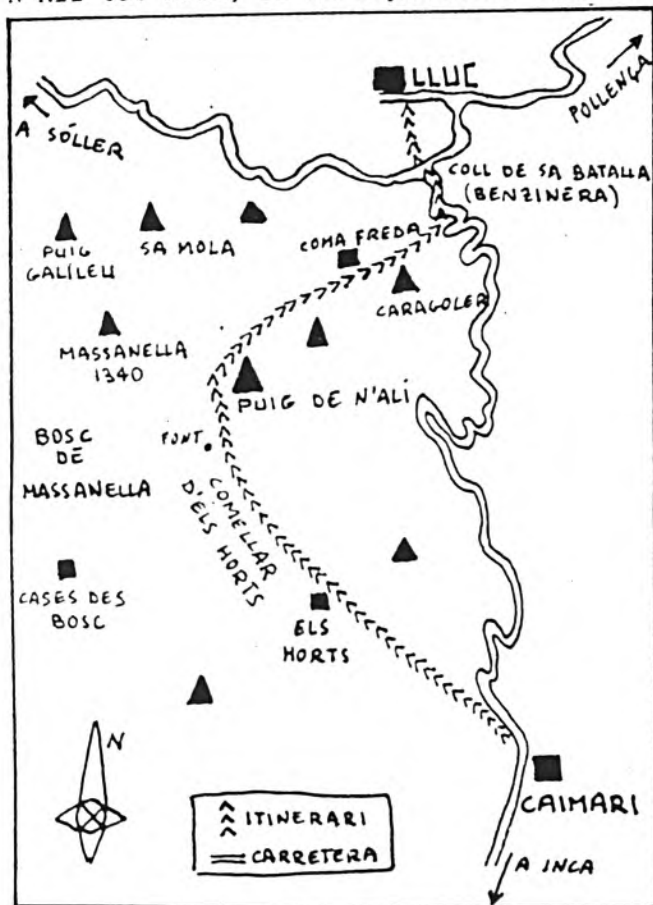 LLUC
POLLENÇA
A SÓLLER
COLL DE SA BATALLA
(BENZINERA)
PUIG
GALILEU
SA MOLA
COMA FREDA
CARAGOLER
MASSANELLA
1340
PUIG DE N'ALÍ
BOSC
DE
MASSANELLA
FONT
COMELLAR
D'ELS HORTS
CASES DES
BOSC
ELS
HORTS
N
ITINERARI
CARRETERA
CAIMARI
A INCA